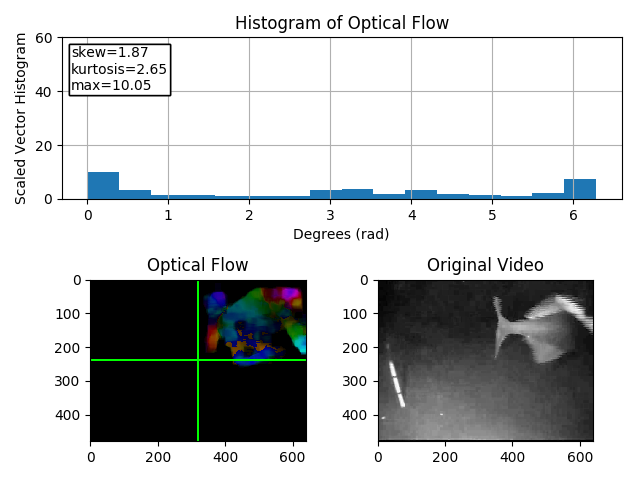 Histogram of Optical Flow
Scaled Vector Histogram
60
40
20
0
skew=1.87
kurtosis=2.65
max=10.05
0 1 2 3 4 5 6
Degrees (rad)
Optical Flow
0
100
200
300
400
0 200 400 600
Original Video
0
100
200
300
400
0 200 400 600